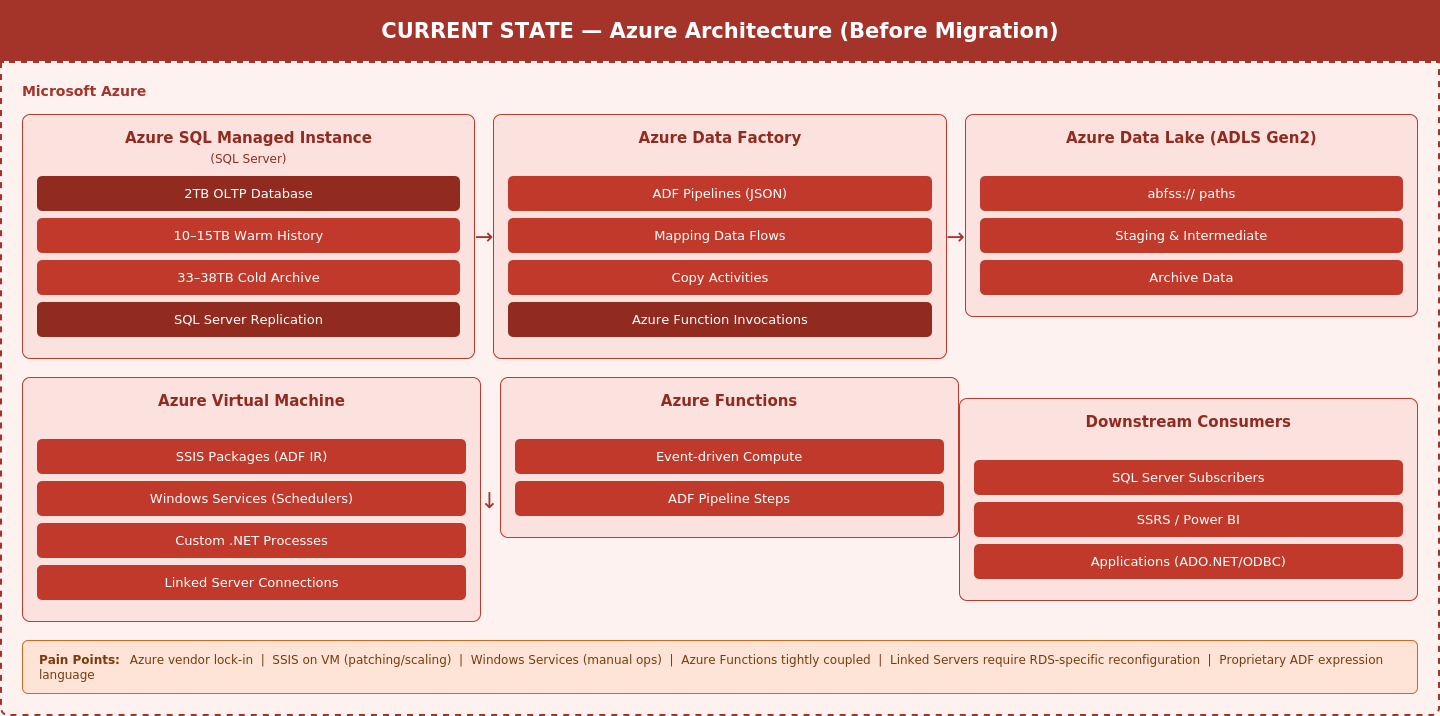 CURRENT STATE — Azure Architecture (Before Migration)
Microsoft Azure
Azure SQL Managed Instance
(SQL Server)
2TB OLTP Database
10–15TB Warm History
33–38TB Cold Archive
SQL Server Replication
→
Azure Data Factory
ADF Pipelines (JSON)
Mapping Data Flows
Copy Activities
Azure Function Invocations
→
Azure Data Lake (ADLS Gen2)
abfss:// paths
Staging & Intermediate
Archive Data
Azure Virtual Machine
SSIS Packages (ADF IR)
Windows Services (Schedulers)
Custom .NET Processes
Linked Server Connections
↓
Azure Functions
Event-driven Compute
ADF Pipeline Steps
Downstream Consumers
SQL Server Subscribers
SSRS / Power BI
Applications (ADO.NET/ODBC)
Pain Points: Azure vendor lock-in | SSIS on VM (patching/scaling) | Windows Services (manual ops) | Azure Functions tightly coupled | Linked Servers require RDS-specific reconfiguration | Proprietary ADF expression
language